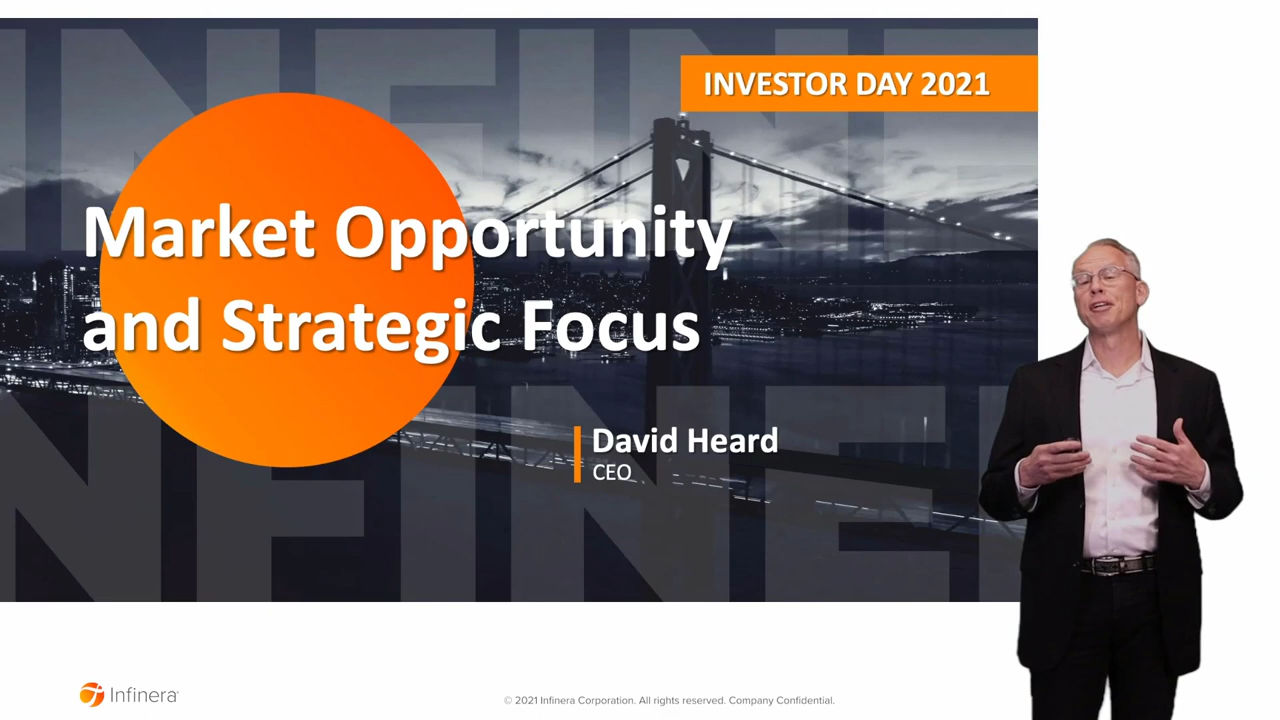 INVESTOR DAY 2021
Market Opportunity
and Strategic Focus
David Heard
CEO
Infinera
© 2021 Infinera Corporation. All rights reserved. Company Confidential.